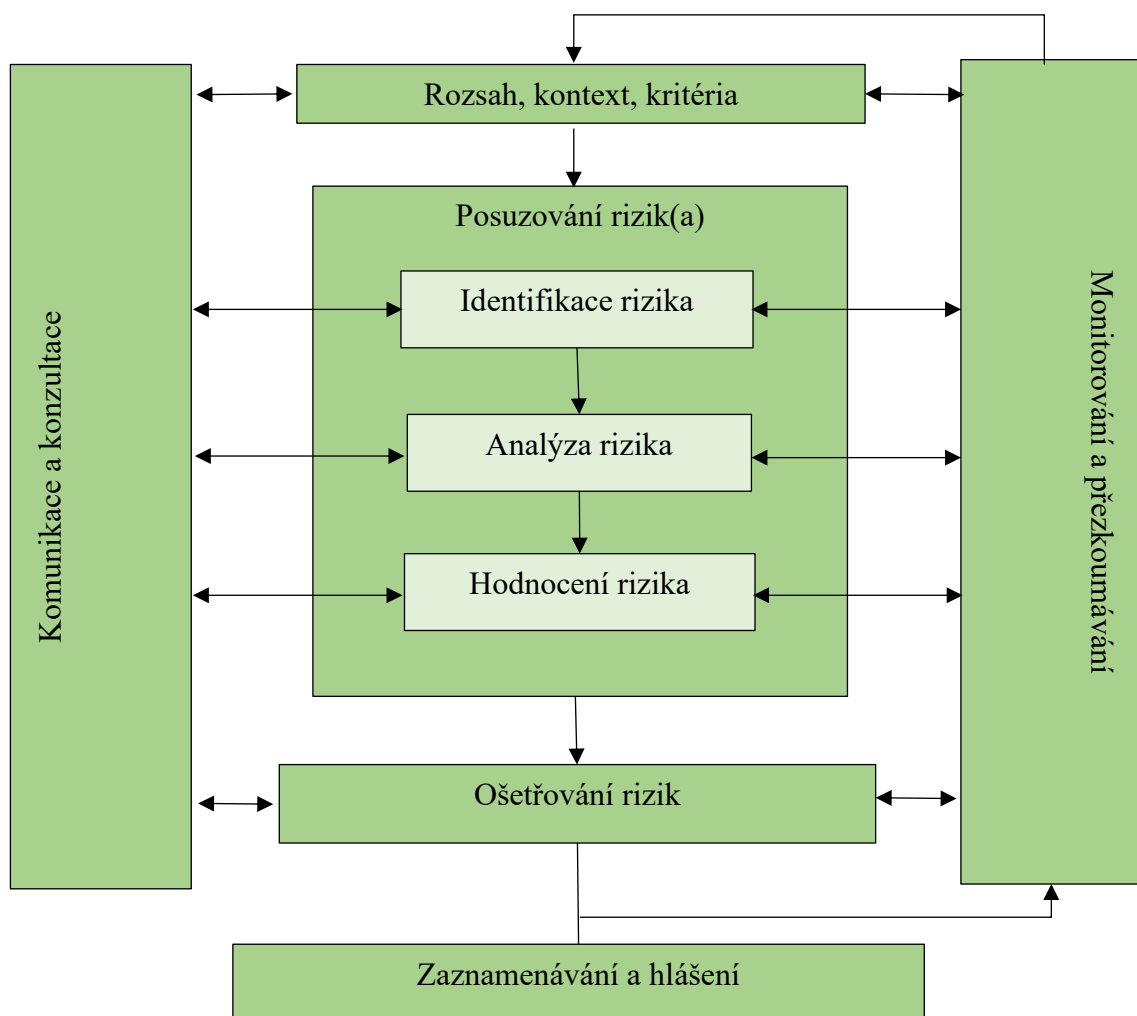 Rozsah, kontext, kritéria
Posuzování rizik(a)
Identifikace rizika
Analýza rizika
Hodnocení rizika
Komunikace a konzultace
Monitorování a přezkoumávání
Ošetřování rizik
Zaznamenávání a hlášení